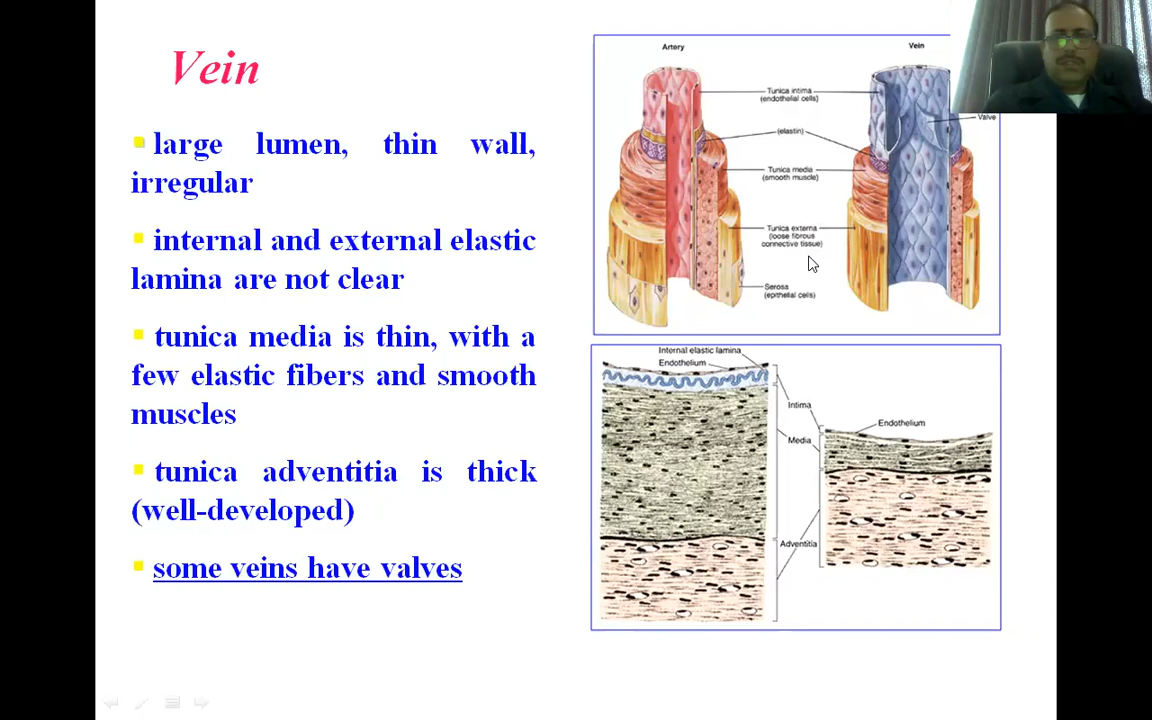 Vein
large lumen, thin wall,
irregular
internal and external elastic
lamina are not clear
tunica media is thin, with a
few elastic fibers and smooth
muscles
tunica adventitia is thick
(well-developed)
some veins have valves
Artery
Vein
Tunica intima
(endothelial cells)
Valve
(elastin)
Tunica media
(smooth muscle)
Tunica externa
(loose fibrous
connective tissue)
Serosa
(epithelial cells)
Internal elastic lamina
Endothelium
Intima
Media
Adventitia
Endothelium